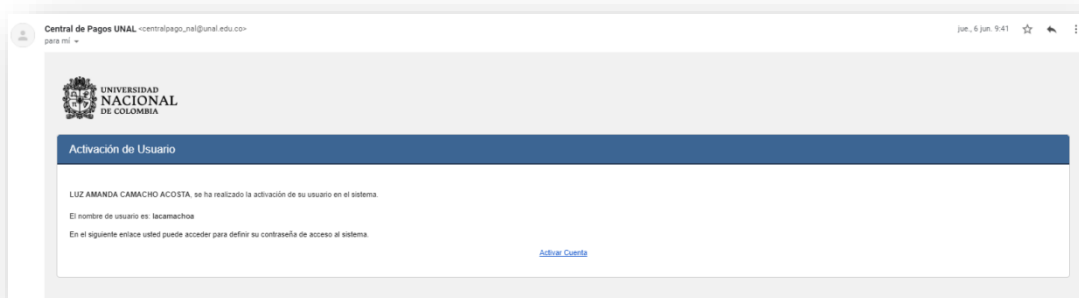 Central de Pagos UNAL <centralpago_nal@unal.edu.co>
jue., 6 jun. 9:41
para mí
UNIVERSIDAD
NACIONAL
DE COLOMBIA
Activación de Usuario
LUZ AMANDA CAMACHO ACOSTA, se ha realizado la activación de su usuario en el sistema.
El nombre de usuario es: lacamachoa
En el siguiente enlace usted puede acceder para definir su contraseña de acceso al sistema.
Activar Cuenta